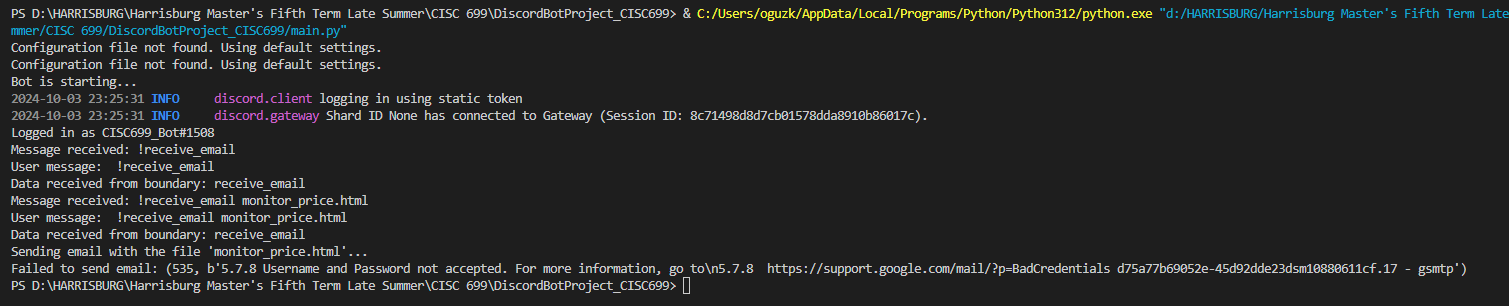 PS D:\HARRISBURG\Harrisburg Master's Fifth Term Late Summer\CISC 699\DiscordBotProject_CISC699> & C:/Users/oguzk/AppData/Local/Programs/Python/Python312/python.exe "d:/HARRISBURG/Harrisburg Master's Fifth Term Late
mmer/CISC 699/DiscordBotProject_CISC699/main.py"
Configuration file not found. Using default settings.
Configuration file not found. Using default settings.
Bot is starting...
2024-10-03 23:25:31 INFO     discord.client logging in using static token
2024-10-03 23:25:31 INFO     discord.gateway Shard ID None has connected to Gateway (Session ID: 8c71498d8d7cb01578dda8910b86017c).
Logged in as CISC699_Bot#1508
Message received: !receive_email
User message:  !receive_email
Data received from boundary: receive_email
Message received: !receive_email monitor_price.html
User message:  !receive_email monitor_price.html
Data received from boundary: receive_email
Sending email with the file 'monitor_price.html'...
Failed to send email: (535, b'5.7.8 Username and Password not accepted. For more information, go to\n5.7.8  https://support.google.com/mail/?p=BadCredentials d75a77b69052e-45d92dde23dsm10880611cf.17 - gsmtp')
PS D:\HARRISBURG\Harrisburg Master's Fifth Term Late Summer\CISC 699\DiscordBotProject_CISC699>